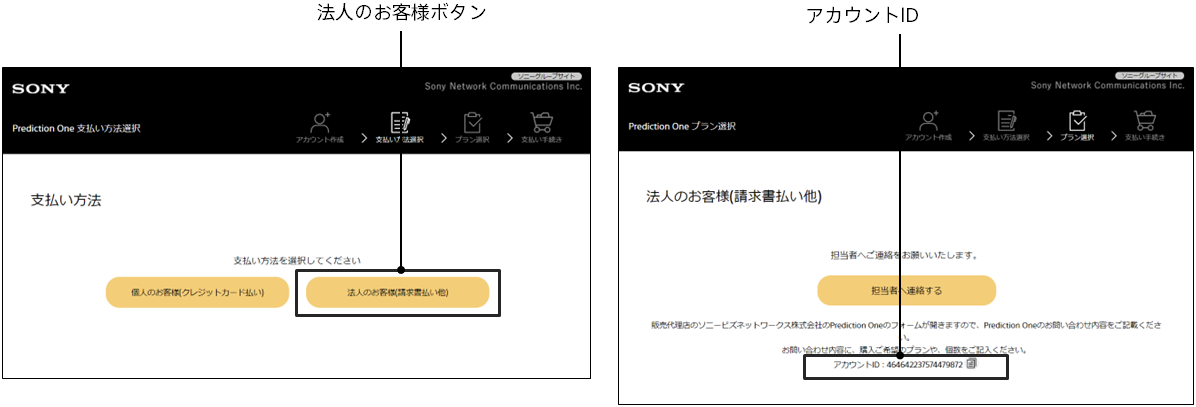 法人のお客様ボタン
アカウントID
SONY
ソニーグループサイト
Sony Network Communications Inc.
Prediction One 支払い方法選択
アカウント作成
支払い方法選択
プラン選択
支払い手続き
支払い方法
支払い方法を選択してください
個人のお客様(クレジットカード払い)
法人のお客様(請求書払い他)
SONY
ソニーグループサイト
Sony Network Communications Inc.
Prediction One プラン選択
アカウント作成
支払い方法選択
プラン選択
支払い手続き
法人のお客様(請求書払い他)
担当者へご連絡をお願いいたします。
担当者へ連絡する
販売代理店のソニービズネットワークス株式会社のPrediction Oneのフォームが開きますので、Prediction Oneのお問い合わせ内容をご記載くださ
い。
お問い合わせ内容に、購入ご希望のプランや、個数をご記入ください。
アカウントID : 464642237574479872